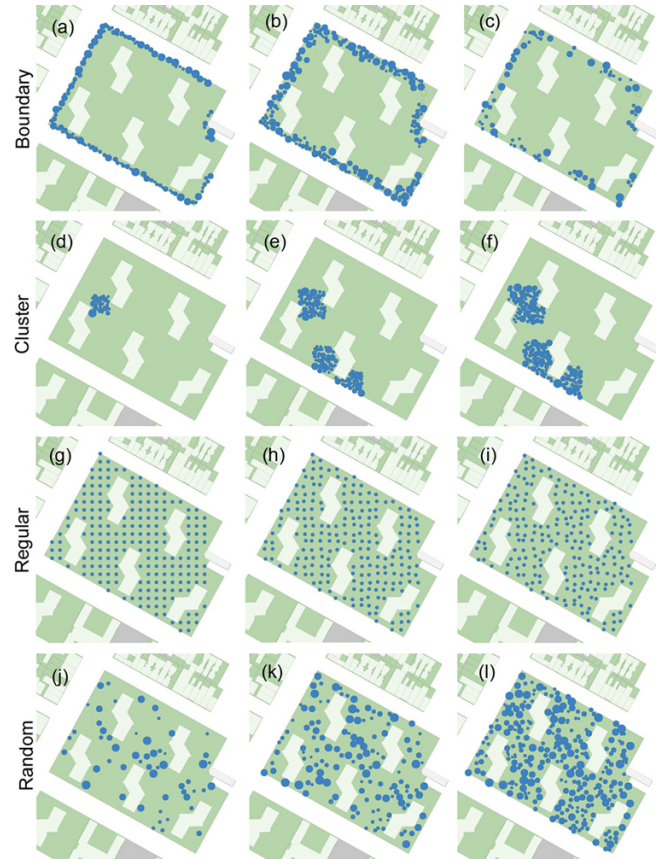 (a) (b) (c)
Boundary
(d) (e) (f)
Cluster
(g) (h) (i)
Regular
(j) (k) (l)
Random